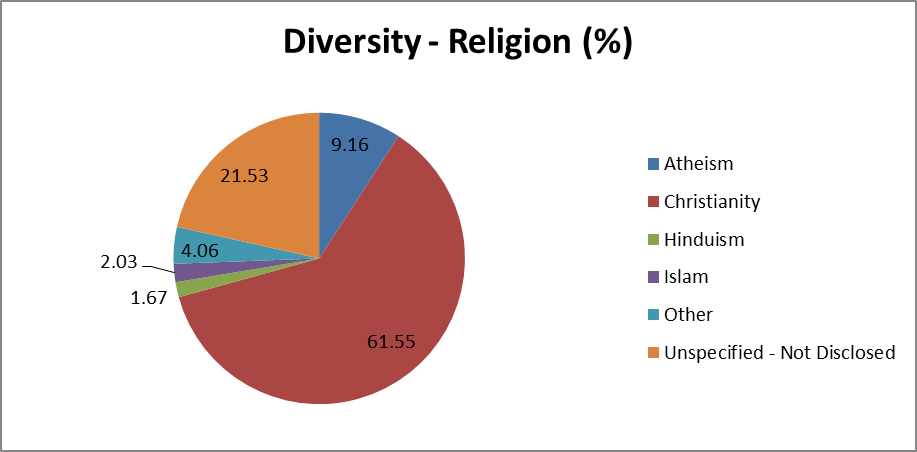 Diversity - Religion (%)
9.16
61.55
1.67
2.03
4.06
21.53
Atheism
Christianity
Hinduism
Islam
Other
Unspecified - Not Disclosed